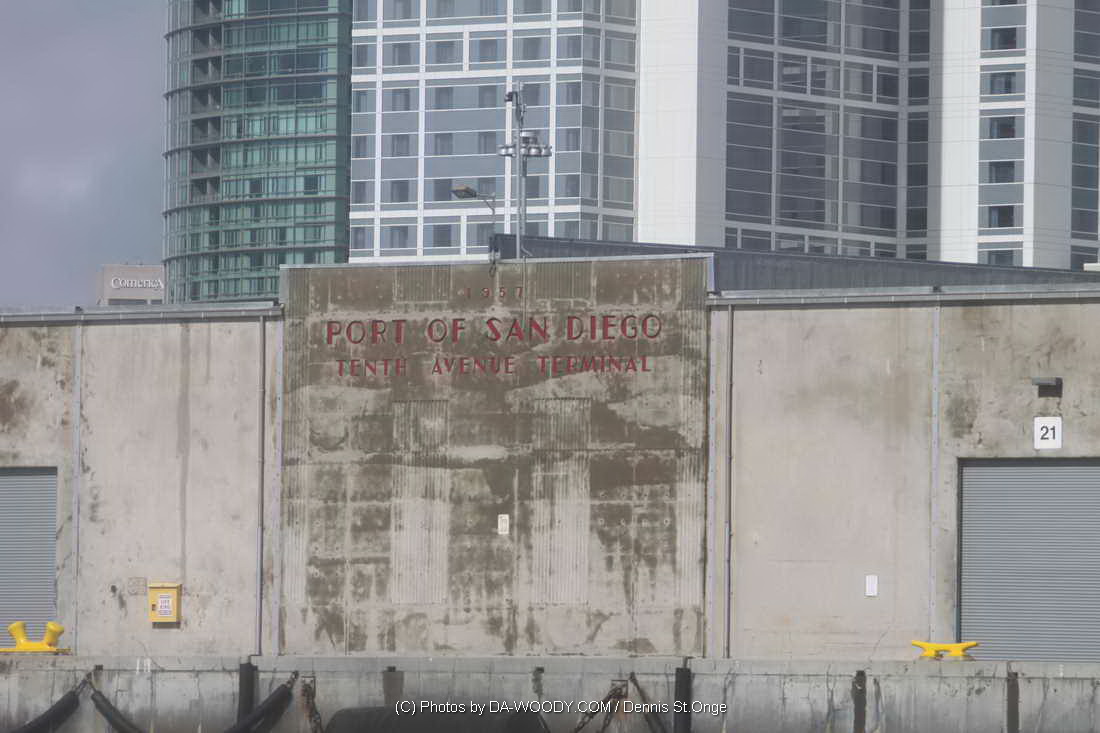 ComericA
1957
PORT OF SAN DIEGO
TENTH AVENUE TERMINAL
21
(C) Photos by DA-WOODY.COM / Dennis St.Onge